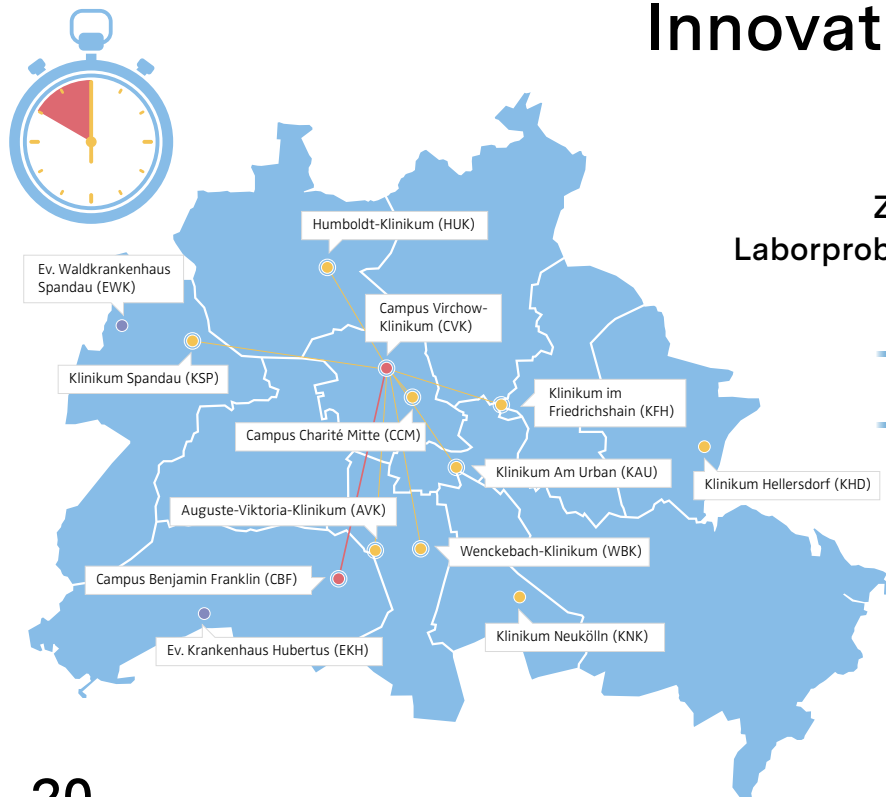 Innovat
Z
Laborprob
Humboldt-Klinikum (HUK)
Ev. Waldkrankenhaus
Spandau (EWK)
Campus Virchow-
Klinikum (CVK)
Klinikum Spandau (KSP)
Klinikum im
Friedrichshain (KFH)
Campus Charité Mitte (CCM)
Klinikum Am Urban (KAU)
Klinikum Hellersdorf (KHD)
Auguste-Viktoria-Klinikum (AVK)
Wenckebach-Klinikum (WBK)
Campus Benjamin Franklin (CBF)
Klinikum Neukölln (KNK)
Ev. Krankenhaus Hubertus (EKH)
20